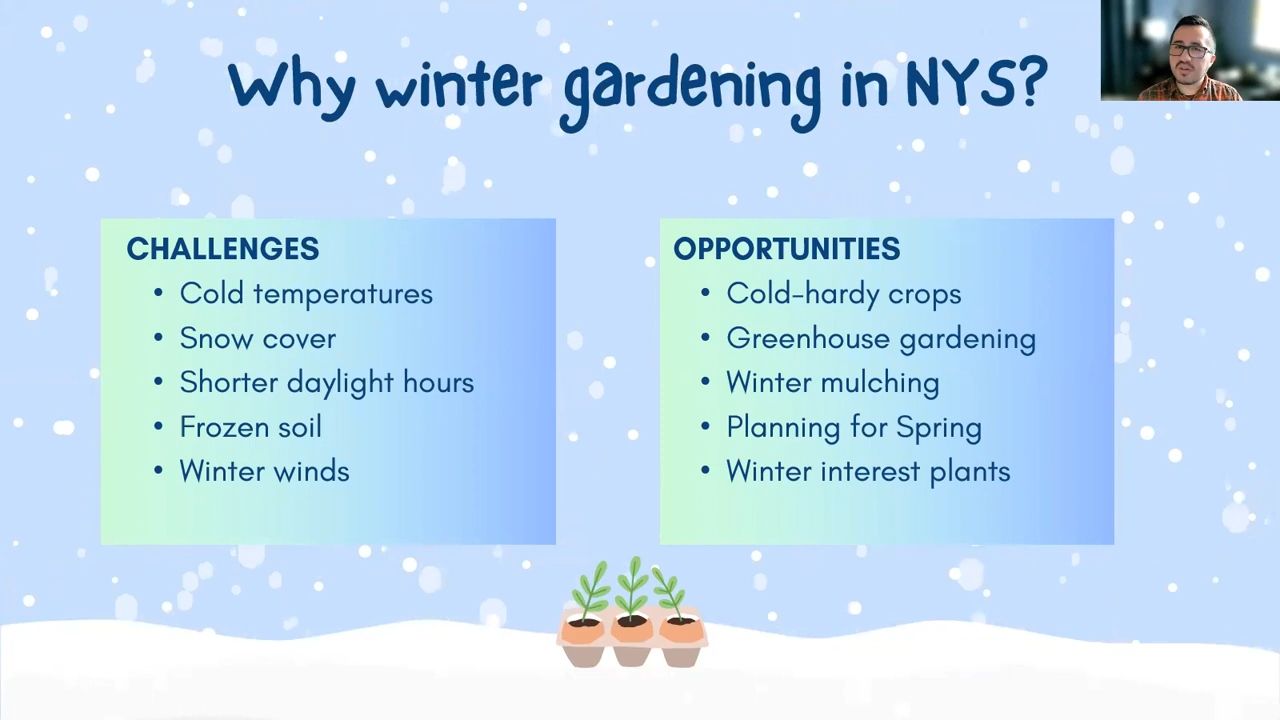 Why winter gardening in NYS?
CHALLENGES
• Cold temperatures
• Snow cover
• Shorter daylight hours
• Frozen soil
• Winter winds
OPPORTUNITIES
• Cold-hardy crops
• Greenhouse gardening
• Winter mulching
• Planning for Spring
• Winter interest plants